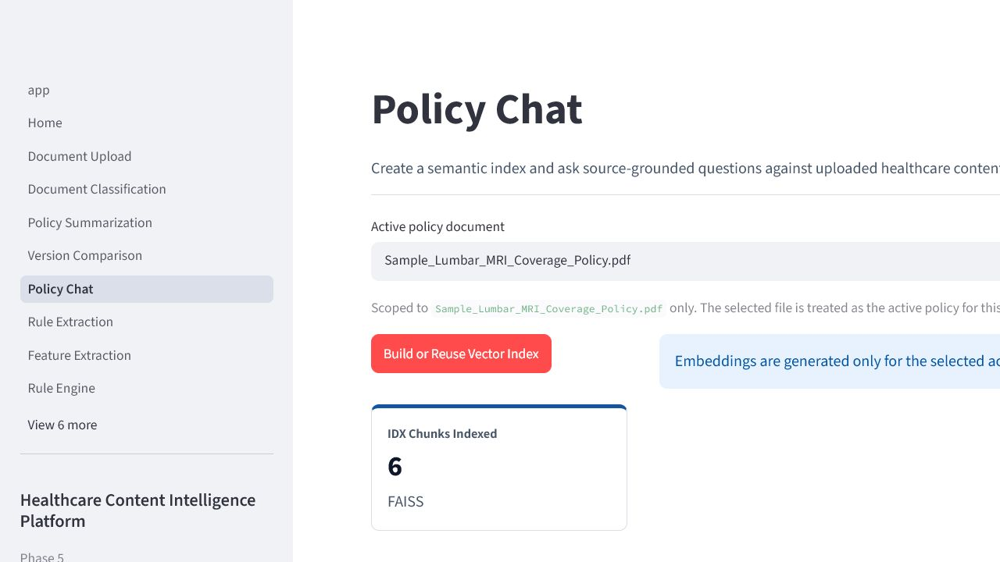 app
Home
Document Upload
Document Classification
Policy Summarization
Version Comparison
Policy Chat
Rule Extraction
Feature Extraction
Rule Engine
View 6 more
Healthcare Content Intelligence
Platform
Phase 5
Policy Chat
Create a semantic index and ask source-grounded questions against uploaded healthcare conten
Active policy document
Sample_Lumbar_MRI_Coverage_Policy.pdf
Scoped to Sample_Lumbar_MRI_Coverage_Policy.pdf only. The selected file is treated as the active policy for this
Build or Reuse Vector Index
Embeddings are generated only for the selected ac
IDX Chunks Indexed
6
FAISS